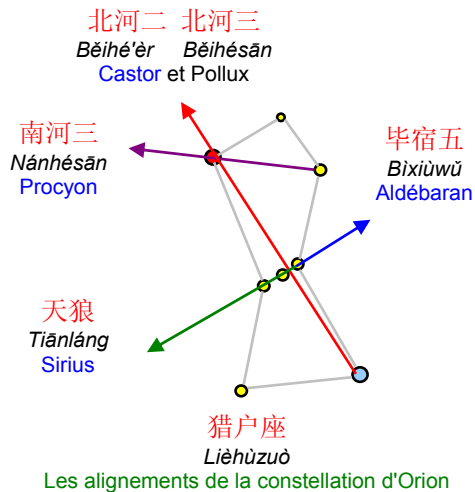 北河二 北河三
Běihé'èr Běihésān
Castor et Pollux
南河三
Nánhésān
Procyon
毕宿五
Bìxiùwǔ
Aldébaran
天狼
Tiānláng
Sirius
猎户座
Lièhùzuò
Les alignements de la constellation d'Orion